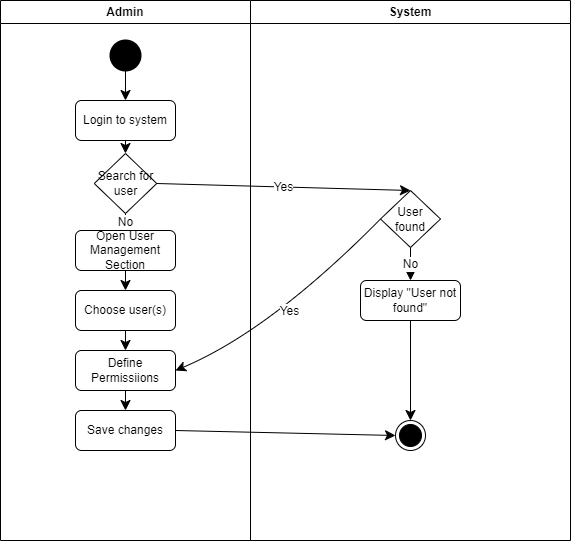 Admin
System
Login to system
Search for
user
Yes
User
found
No
Open User
Management
Section
No
Display "User not
found"
Choose user(s)
Yes
Define
Permissiions
Save changes